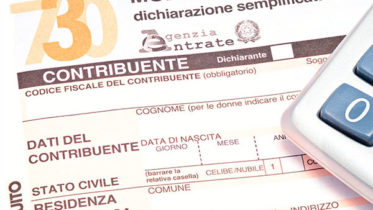 730
dichiarazione semplificat
Agenzia
Entrate
CONTRIBUENTE
Dichiarante
CODICE FISCALE DEL CONTRIBUENTE (obbligatorio)
COGNOME (per le donne indicare il co
DATI DEL
CONTRIBUENTE
DATA DI NASCITA
GIORNO MESE
STATO CIVILE
(barrare la
relativa casella)
CELIBE/NUBILE 1
RESIDENZA
COMUNE
0